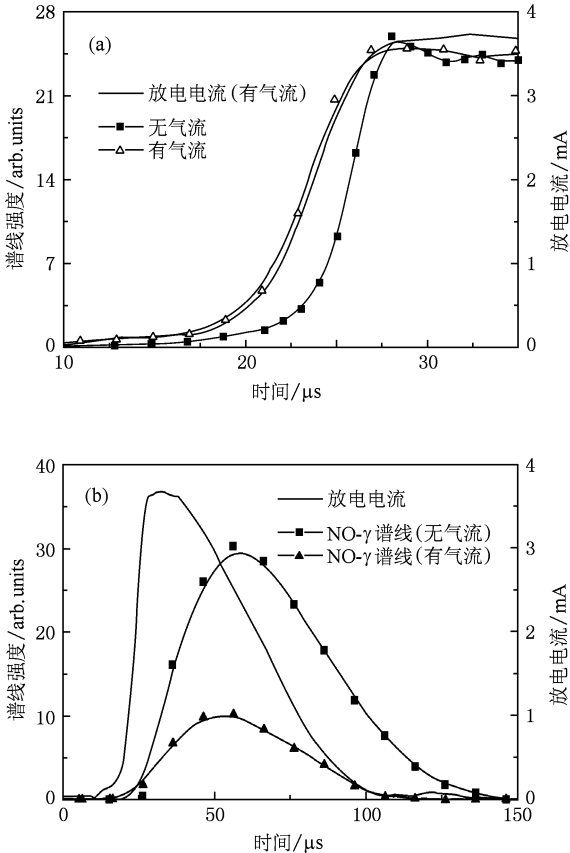 28
4
(a)
放电电流(有气流)
无气流
有气流
21
3
14
2
7
1
0
0
谱线强度/arb.units
放电电流/mA
10
20
30
时间/μs
40
4
(b)
放电电流
NO-γ谱线(无气流)
NO-γ谱线(有气流)
30
3
20
2
10
1
0
0
谱线强度/arb.units
放电电流/mA
0
50
100
150
时间/μs